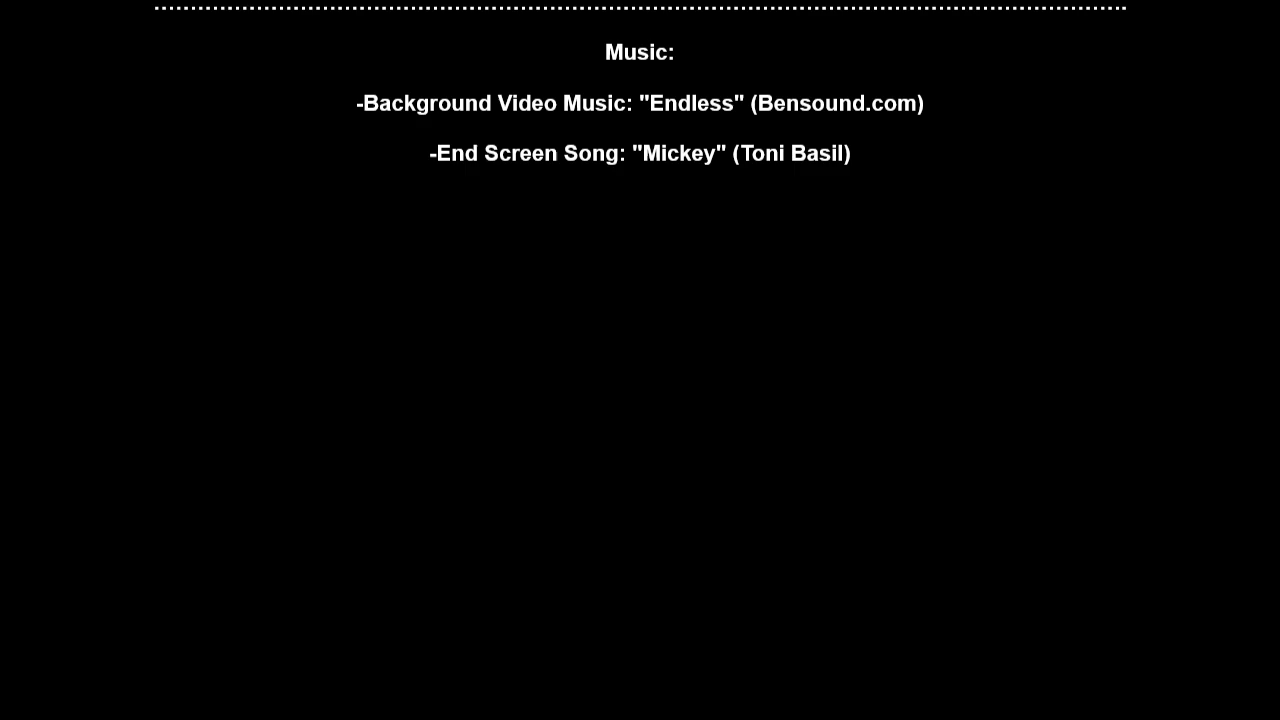 Music:
-Background Video Music: "Endless" (Bensound.com)
-End Screen Song: "Mickey" (Toni Basil)